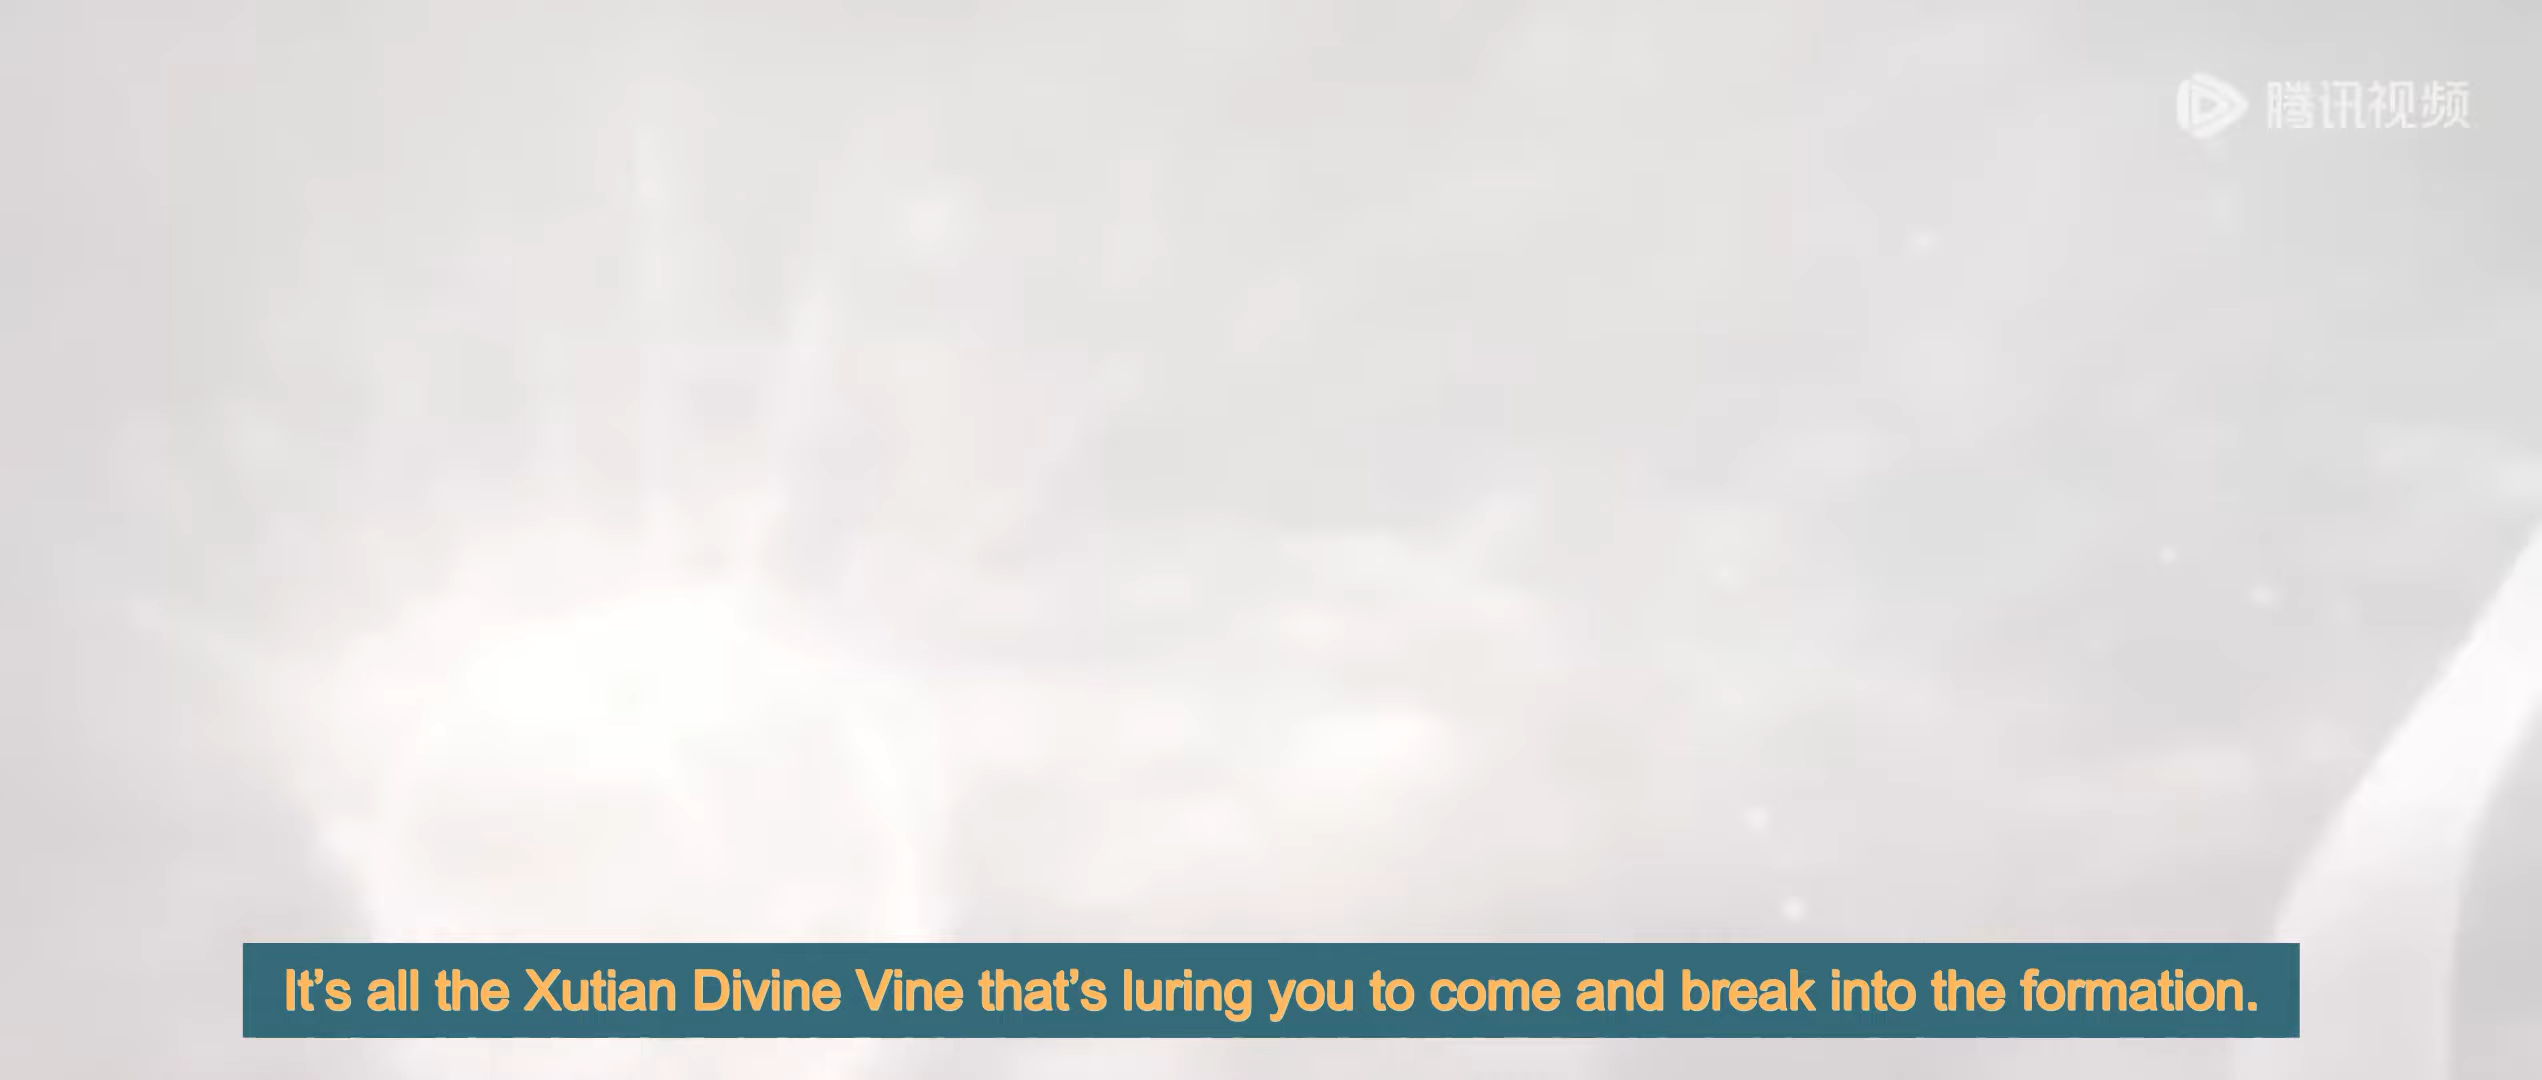 腾讯视频
It’s all the Xutian Divine Vine that’s luring you to come and break into the formation.